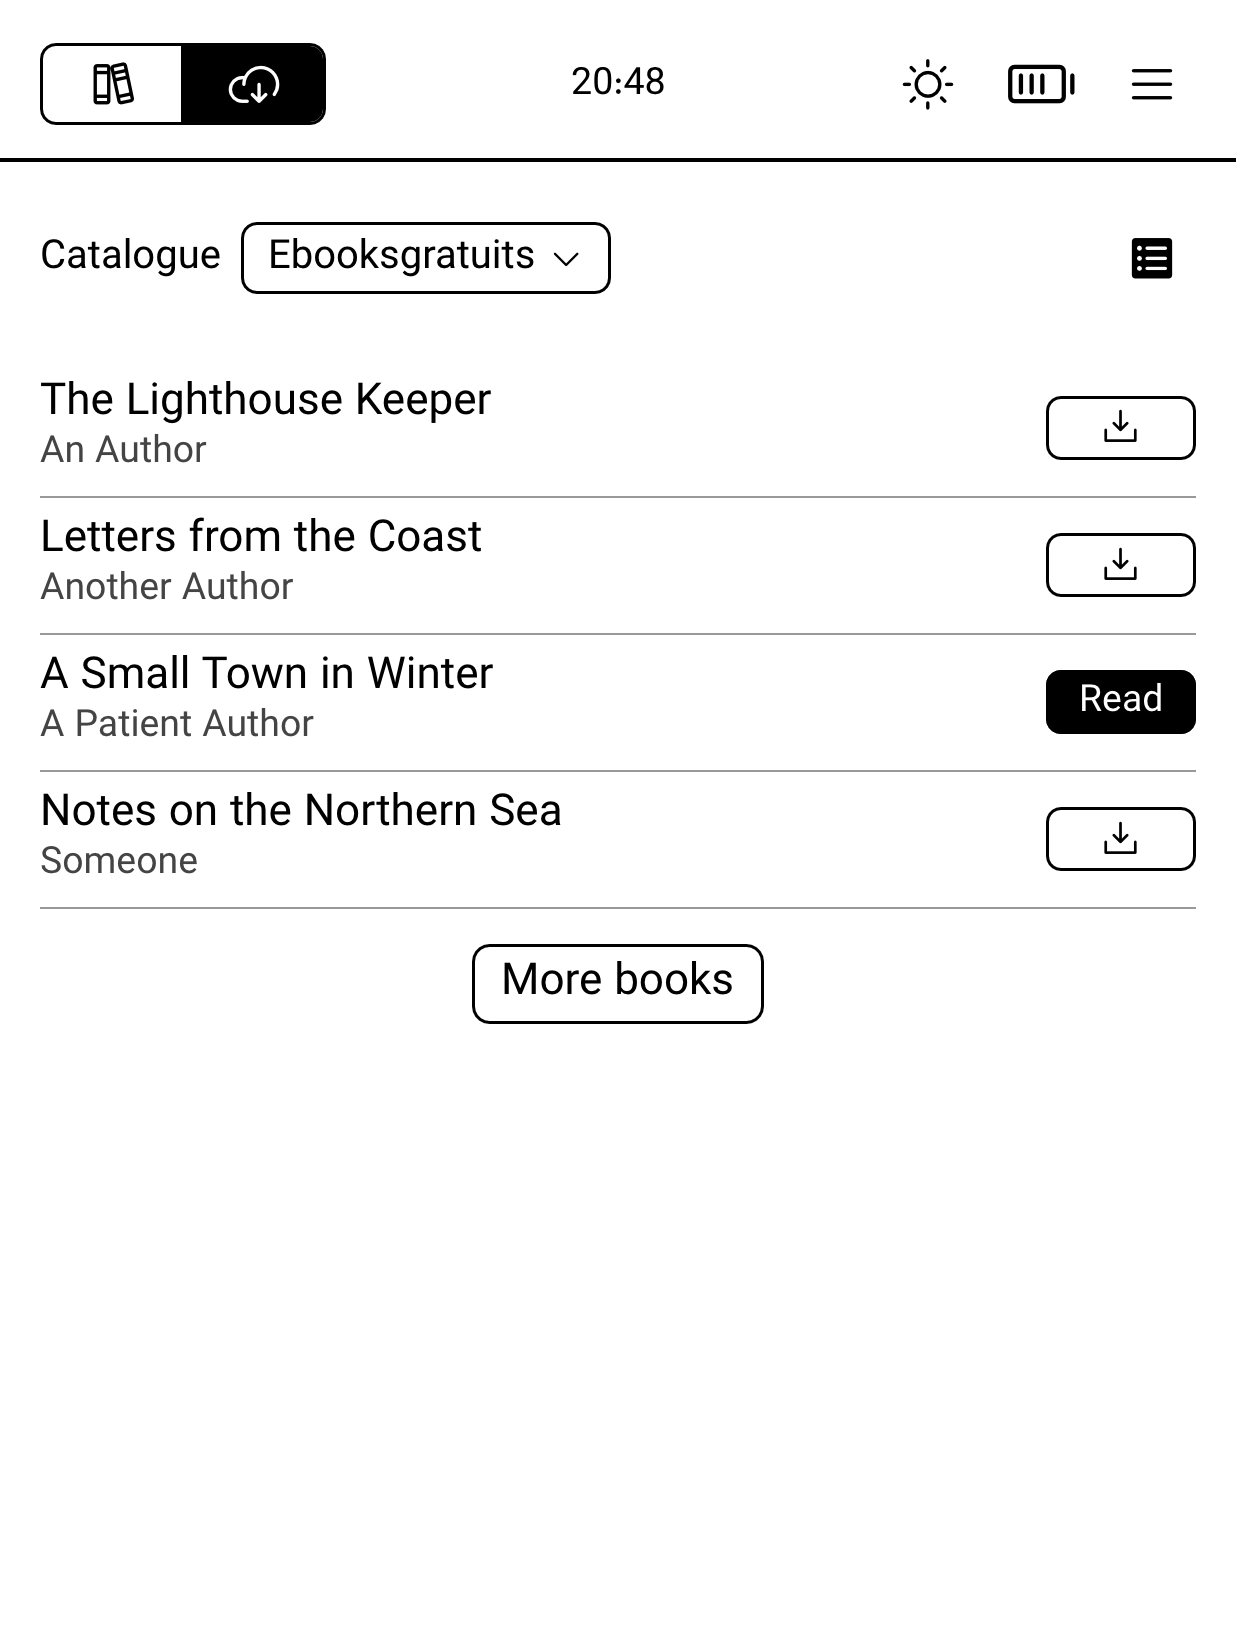 20:48
Catalogue Ebooksgratuits
The Lighthouse Keeper
An Author
Letters from the Coast
Another Author
A Small Town in Winter
A Patient Author
Read
Notes on the Northern Sea
Someone
More books